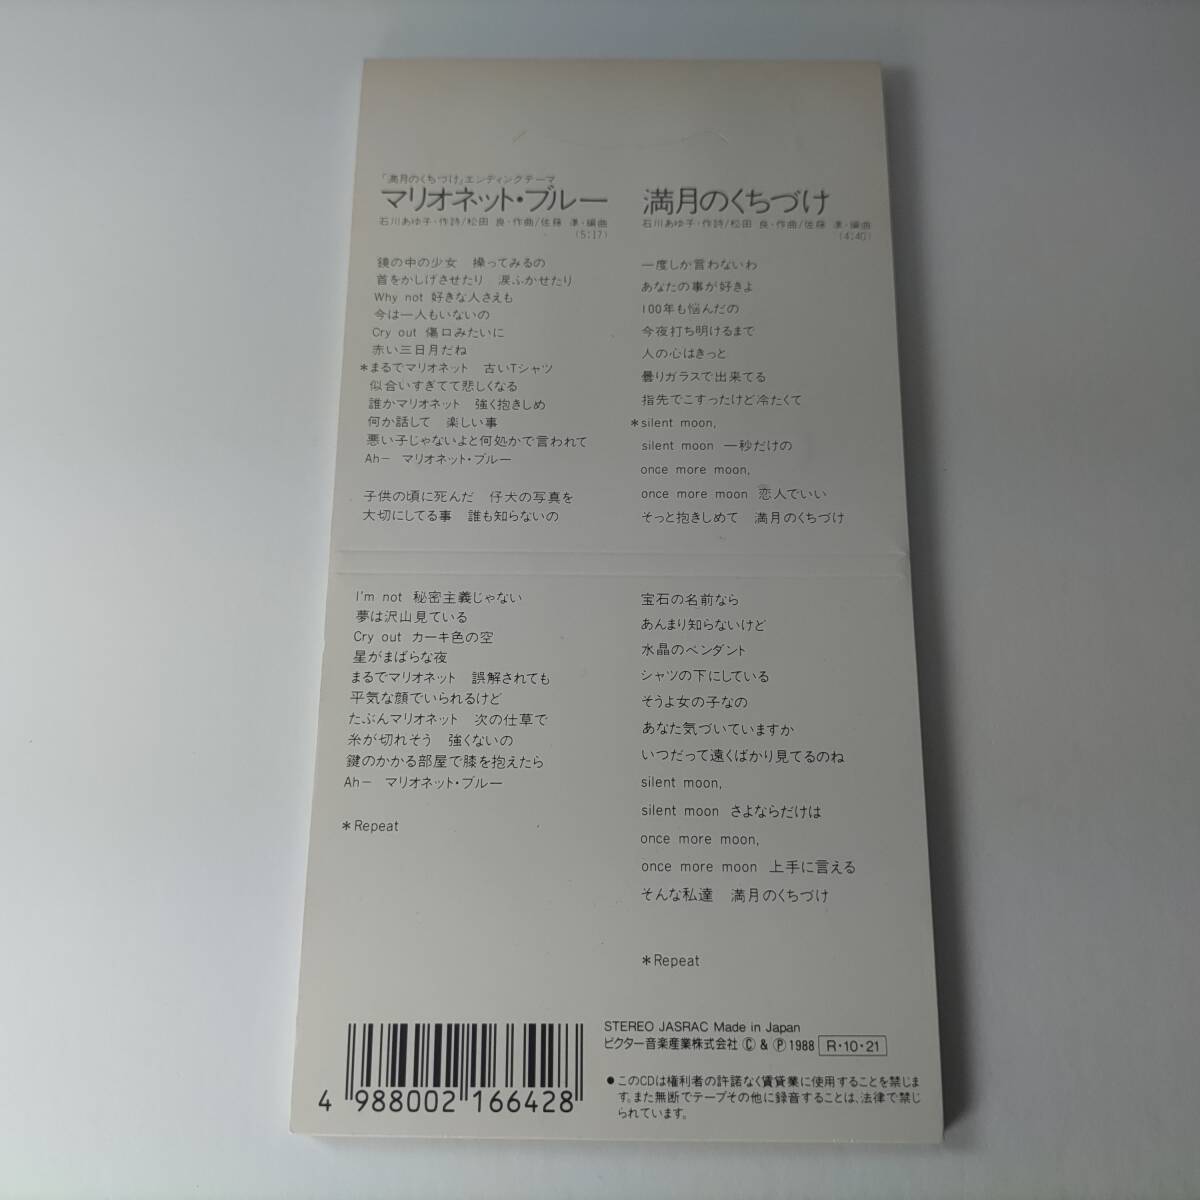 「満月のくちづけ」エンディングテーマ
マリオネット・ブルー
石川あゆ子・作詩/松田 良・作曲/佐藤 準・編曲
(5:17)
鏡の中の少女 操ってみるの
首をかしげさせたり 涙ふかせたり
Why not 好きな人さえも
今は一人もいないの
Cry out 傷口みたいに
赤い三日月だね
＊まるでマリオネット 古いTシャツ
似合いすぎてて悲しくなる
誰かマリオネット 強く抱きしめ
何か話して 楽しい事
悪い子じゃないよと何処かで言われて
Ah− マリオネット・ブルー
子供の頃に死んだ 仔犬の写真を
大切にしてる事 誰も知らないの
I'm not 秘密主義じゃない
夢は沢山見ている
Cry out カーキ色の空
星がまばらな夜
まるでマリオネット 誤解されても
平気な顔でいられるけど
たぶんマリオネット 次の仕草で
糸が切れそう 強くないの
鍵のかかる部屋で膝を抱えたら
Ah− マリオネット・ブルー
＊Repeat
満月のくちづけ
石川あゆ子・作詩/松田 良・作曲/佐藤 準・編曲
(4:40)
一度しか言わないわ
あなたの事が好きよ
100年も悩んだの
今夜打ち明けるまで
人の心はきっと
曇りガラスで出来てる
指先でこすったけど冷たくて
＊silent moon,
silent moon 一秒だけの
once more moon,
once more moon 恋人でいい
そっと抱きしめて 満月のくちづけ
宝石の名前なら
あんまり知らないけど
水晶のペンダント
シャツの下にしている
そうよ女の子なの
あなた気づいていますか
いつだって遠くばかり見てるのね
silent moon,
silent moon さよならだけは
once more moon,
once more moon 上手に言える
そんな私達 満月のくちづけ
＊Repeat
4 988002 166428
STEREO JASRAC Made in Japan
ビクター音楽産業株式会社 Ⓒ & Ⓟ 1988 R・10・21
●このCDは権利者の許諾なく賃貸業に使用することを禁じま
す。また無断でテープその他に録音することは、法律で禁じ
られています。